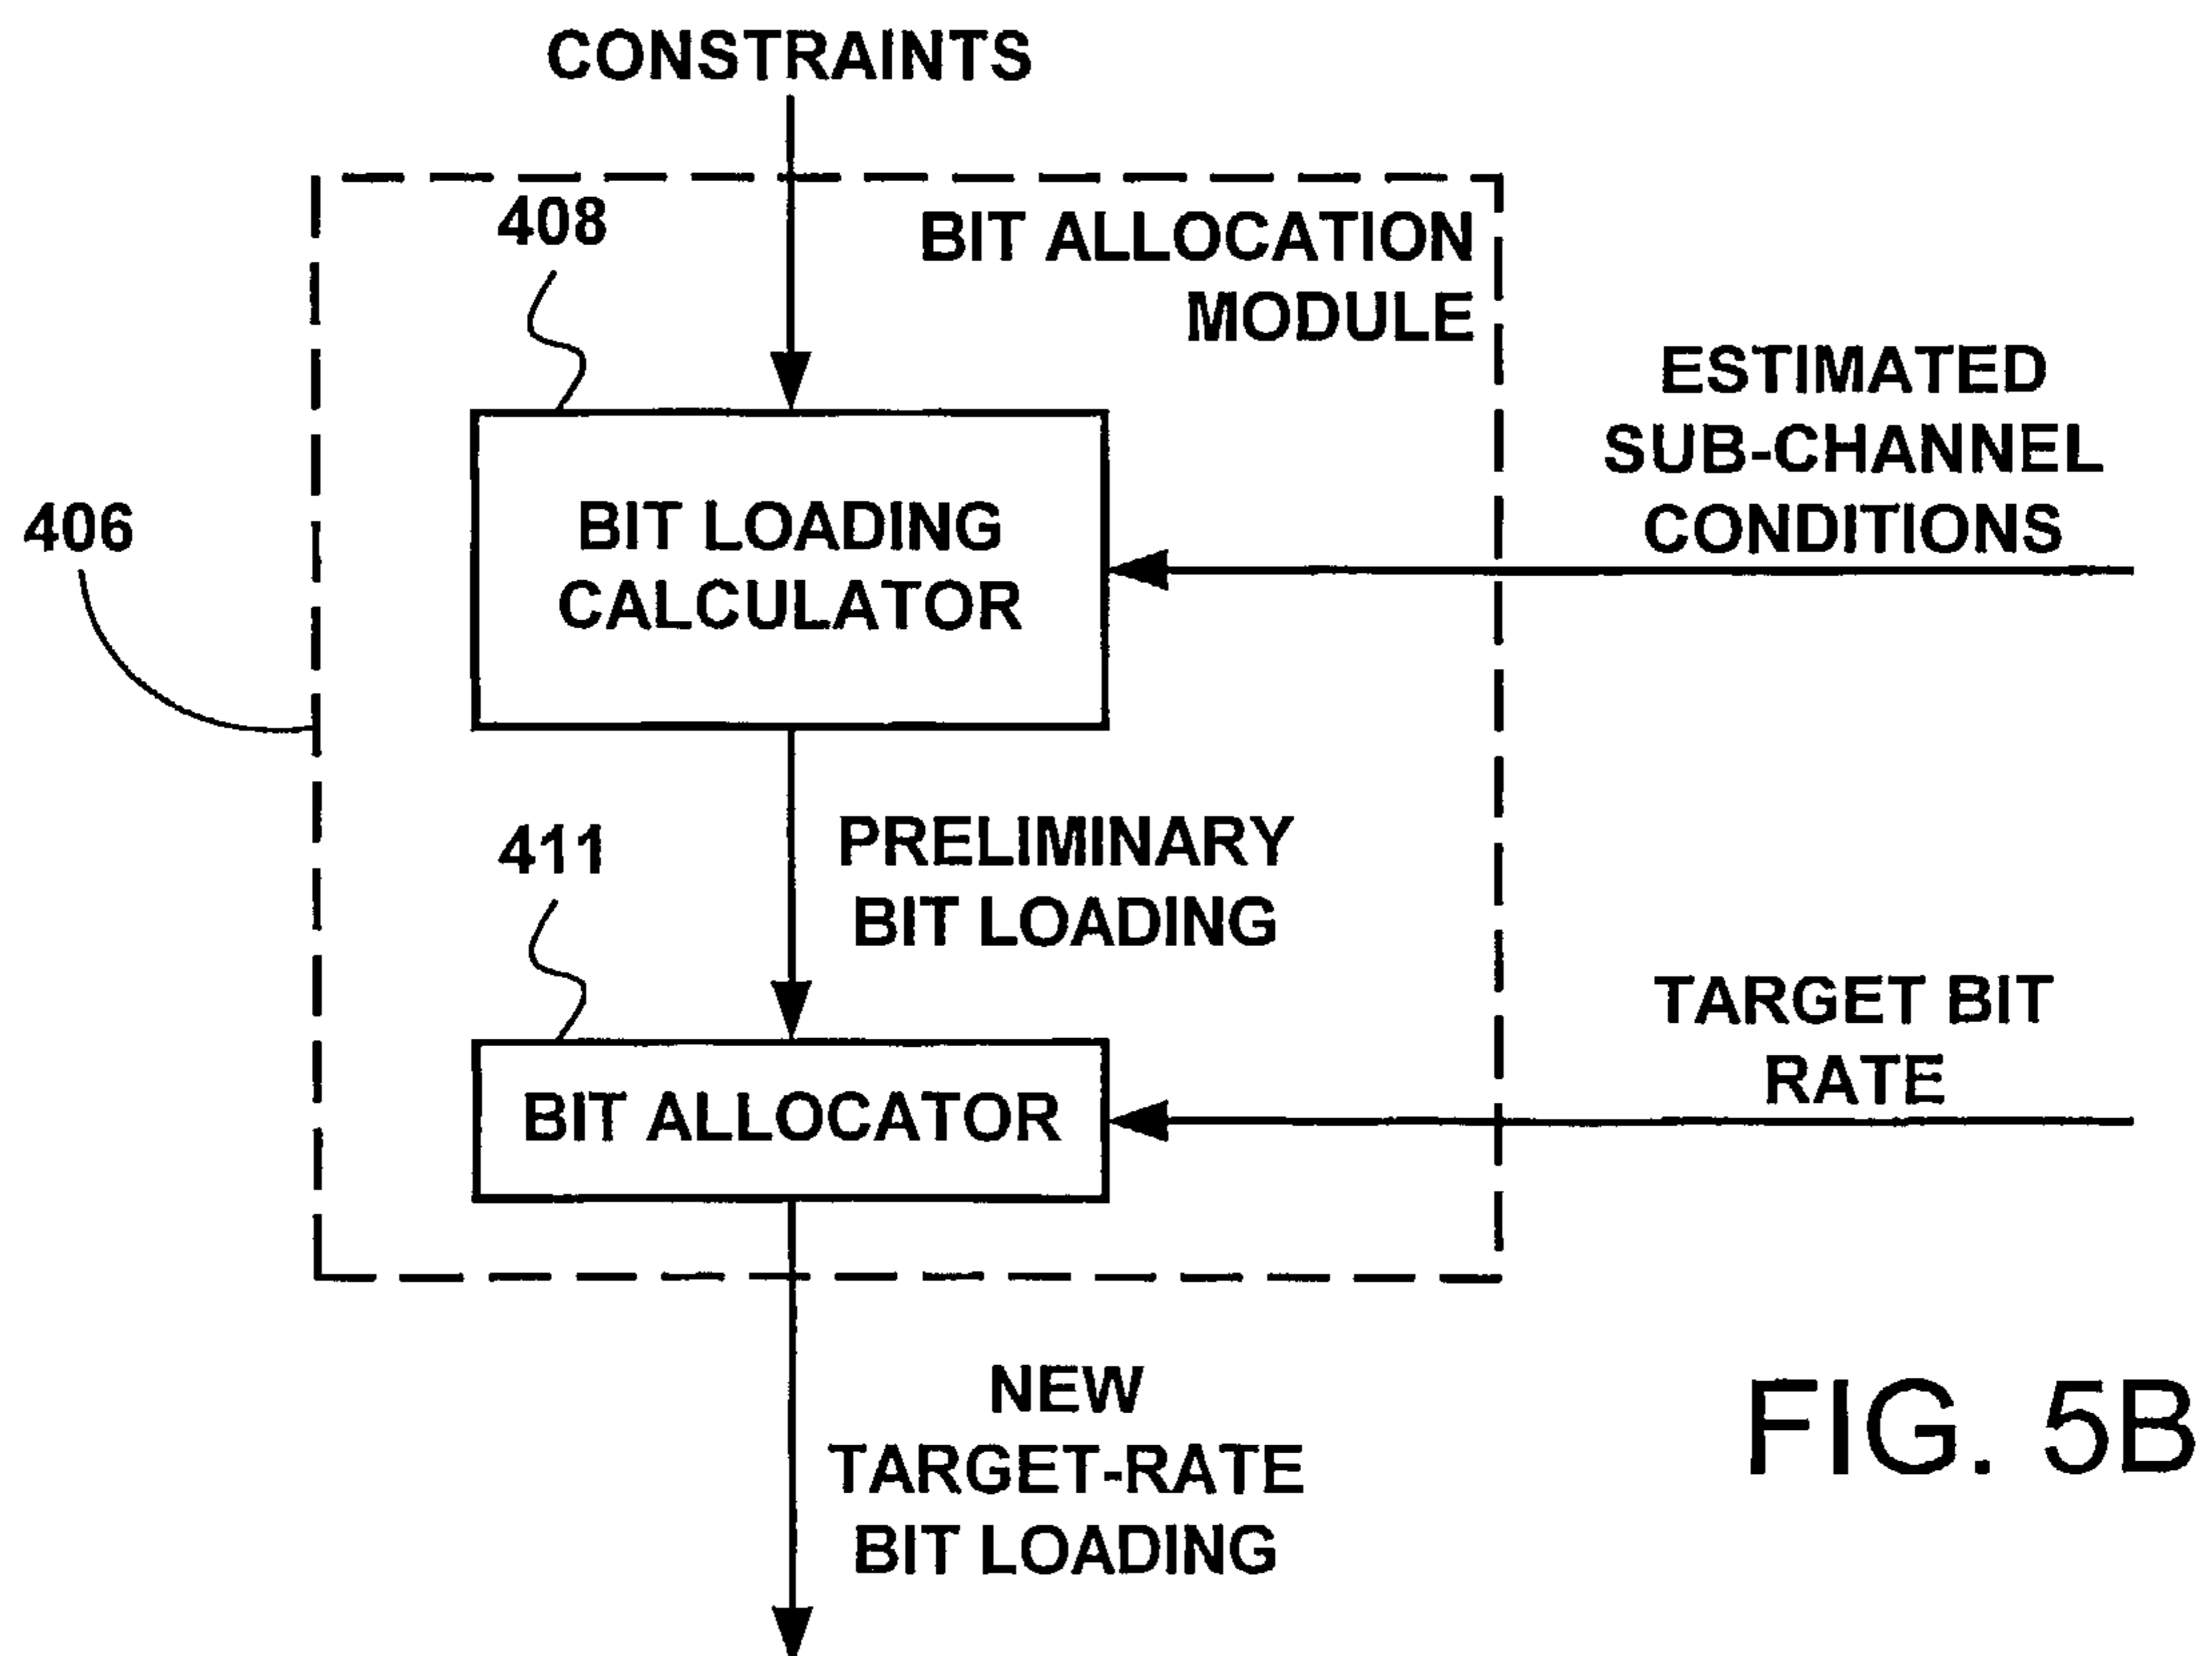 CONSTRAINTS
408
BIT ALLOCATION
MODULE
ESTIMATED
SUB-CHANNEL
CONDITIONS
406
BIT LOADING
CALCULATOR
411
PRELIMINARY
BIT LOADING
TARGET BIT
RATE
BIT ALLOCATOR
NEW
TARGET-RATE
BIT LOADING
FIG. 5B